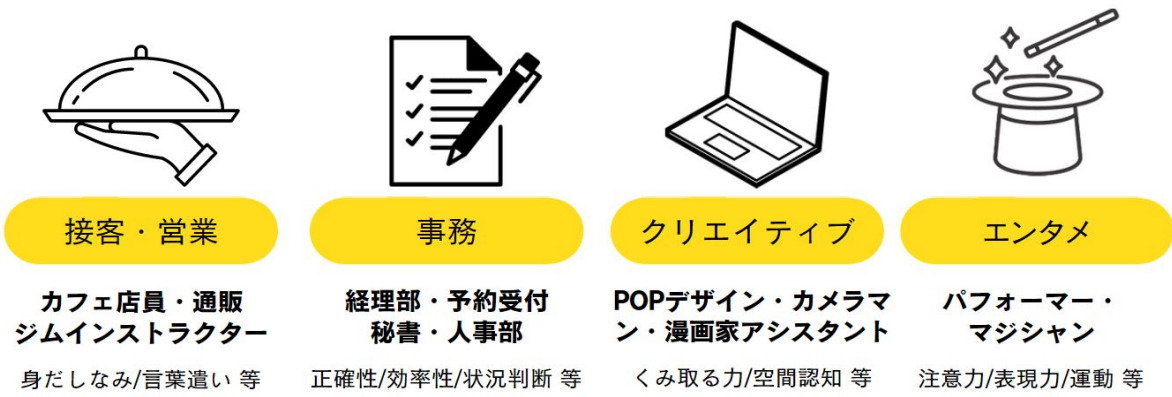 接客・営業
カフェ店員・通販
ジムインストラクター
身だしなみ/言葉遣い 等
事務
経理部・予約受付
秘書・人事部
正確性/効率性/状況判断 等
クリエイティブ
POPデザイン・カメラマ
ン・漫画家アシスタント
くみ取る力/空間認知 等
エンタメ
パフォーマー・
マジシャン
注意力/表現力/運動 等